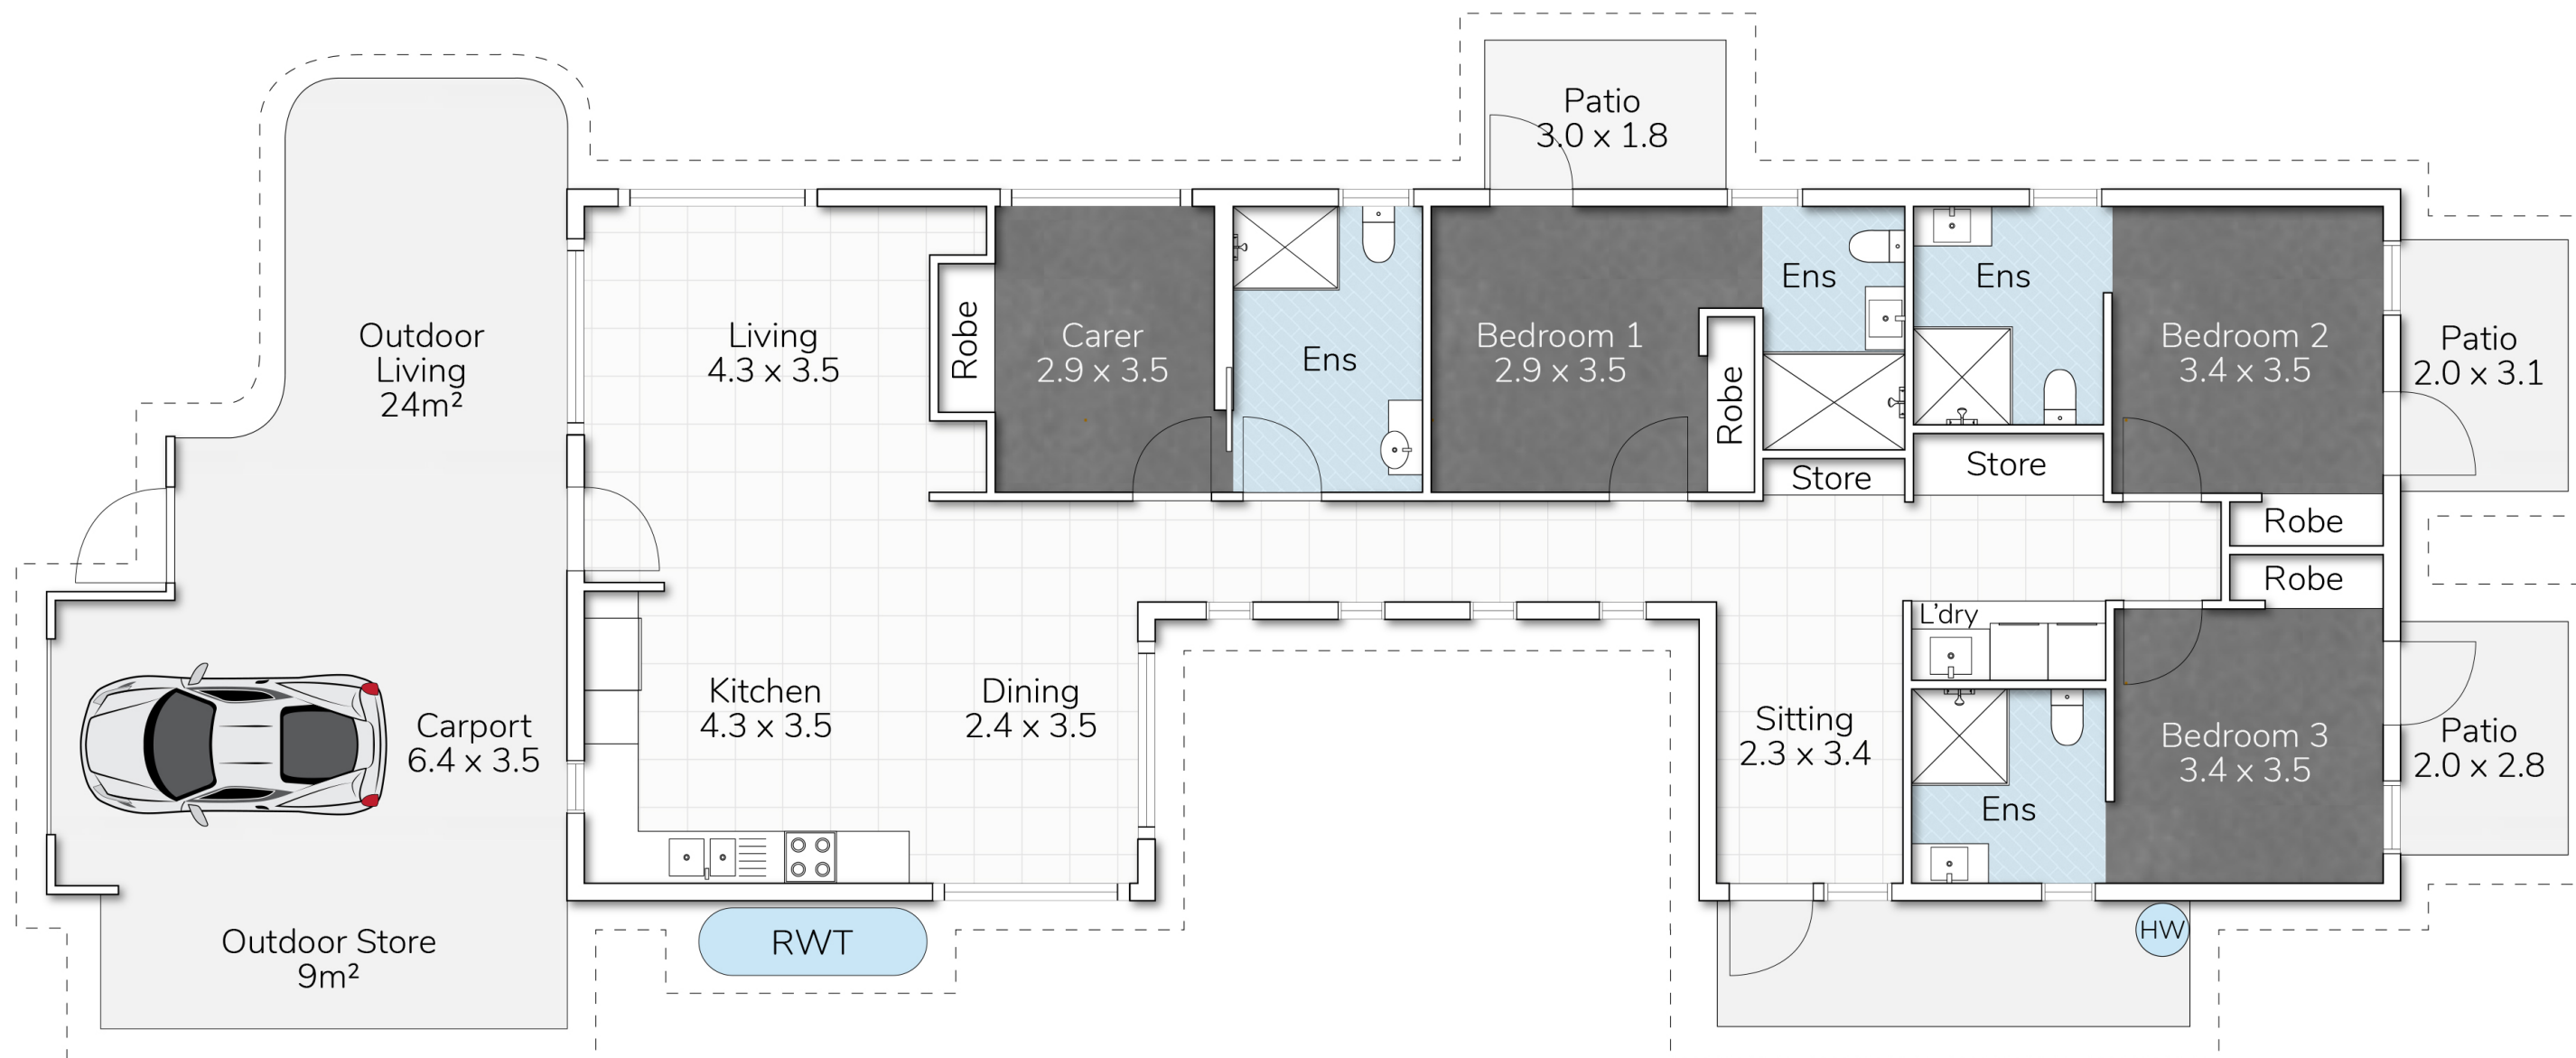 Patio
3.0 x 1.8
Outdoor
Living
24m²
Living
4.3 x 3.5
Robe
Carer
2.9 x 3.5
Ens
Bedroom 1
2.9 x 3.5
Robe
Ens
Store
Ens
Store
Bedroom 2
3.4 x 3.5
Patio
2.0 x 3.1
Robe
Robe
L'dry
Carport
6.4 x 3.5
Kitchen
4.3 x 3.5
Dining
2.4 x 3.5
Sitting
2.3 x 3.4
Ens
Bedroom 3
3.4 x 3.5
Patio
2.0 x 2.8
Outdoor Store
9m²
RWT
HW